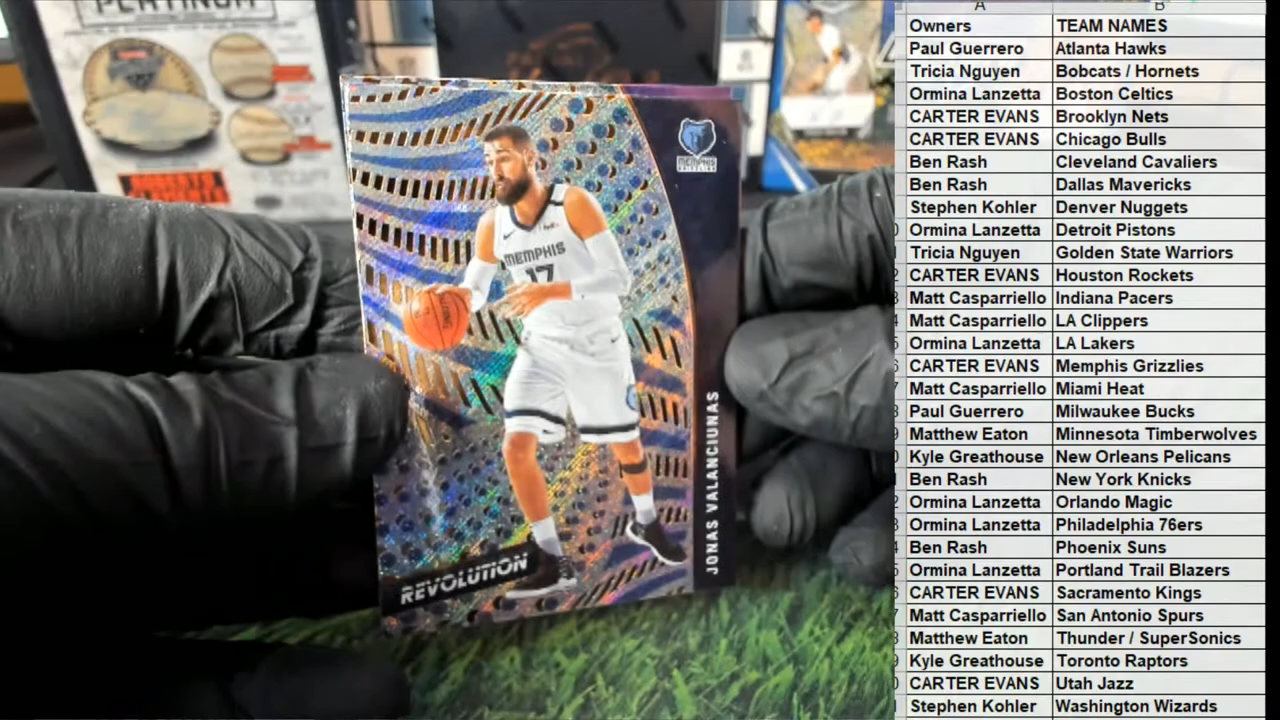 PLATINUM
MEMPHIS
MEMPHIS
17
JONAS VALANCIUNAS
REVOLUTION
A B
Owners TEAM NAMES
Paul Guerrero Atlanta Hawks
Tricia Nguyen Bobcats / Hornets
Ormina Lanzetta Boston Celtics
CARTER EVANS Brooklyn Nets
CARTER EVANS Chicago Bulls
Ben Rash Cleveland Cavaliers
Ben Rash Dallas Mavericks
Stephen Kohler Denver Nuggets
Ormina Lanzetta Detroit Pistons
Tricia Nguyen Golden State Warriors
CARTER EVANS Houston Rockets
Matt Casparriello Indiana Pacers
Matt Casparriello LA Clippers
Ormina Lanzetta LA Lakers
CARTER EVANS Memphis Grizzlies
Matt Casparriello Miami Heat
Paul Guerrero Milwaukee Bucks
Matthew Eaton Minnesota Timberwolves
Kyle Greathouse New Orleans Pelicans
Ben Rash New York Knicks
Ormina Lanzetta Orlando Magic
Ormina Lanzetta Philadelphia 76ers
Ben Rash Phoenix Suns
Ormina Lanzetta Portland Trail Blazers
CARTER EVANS Sacramento Kings
Matt Casparriello San Antonio Spurs
Matthew Eaton Thunder / SuperSonics
Kyle Greathouse Toronto Raptors
CARTER EVANS Utah Jazz
Stephen Kohler Washington Wizards